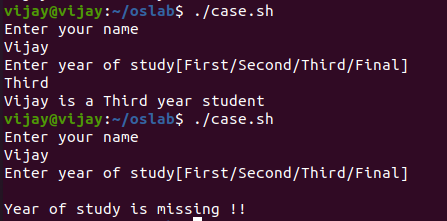 vijay@vijay:~/oslab$ ./case.sh
Enter your name
Vijay
Enter year of study[First/Second/Third/Final]
Third
Vijay is a Third year student
vijay@vijay:~/oslab$ ./case.sh
Enter your name
Vijay
Enter year of study[First/Second/Third/Final]

Year of study is missing !!